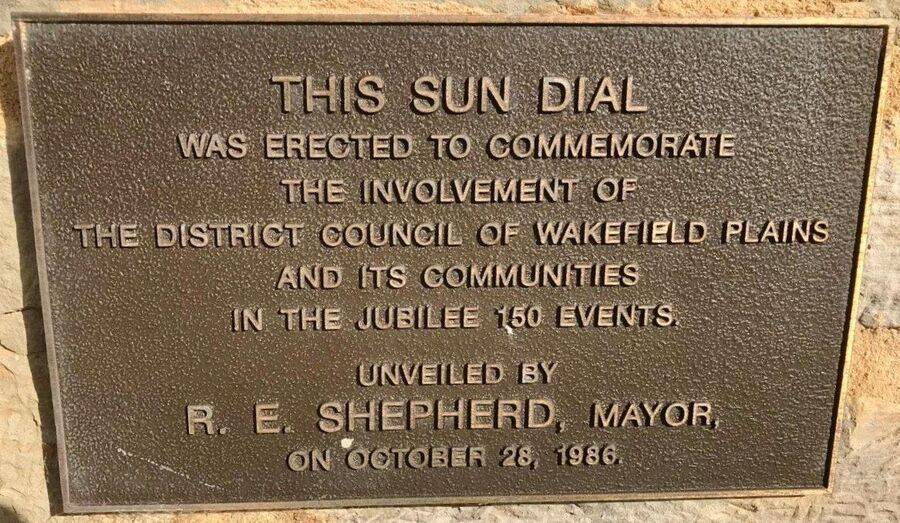 THIS SUN DIAL
WAS ERECTED TO COMMEMORATE
THE INVOLVEMENT OF
THE DISTRICT COUNCIL OF WAKEFIELD PLAINS
AND ITS COMMUNITIES
IN THE JUBILEE 150 EVENTS.
UNVEILED BY
R. E. SHEPHERD, MAYOR,
ON OCTOBER 28, 1986.